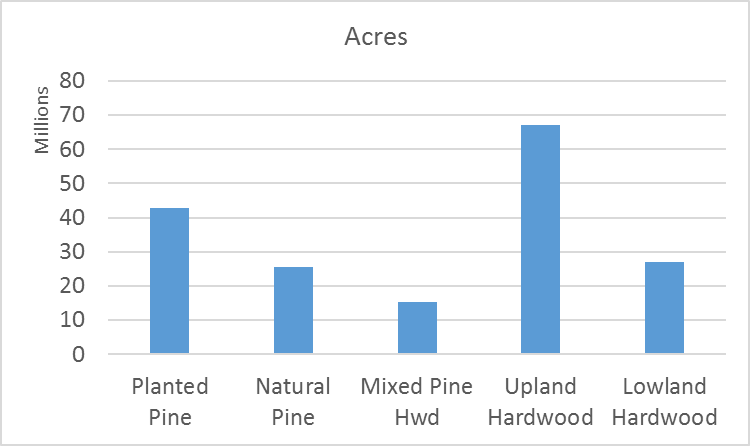 Acres
Millions
80
70
60
50
40
30
20
10
0
Planted
Pine
Natural
Pine
Mixed Pine
Hwd
Upland
Hardwood
Lowland
Hardwood